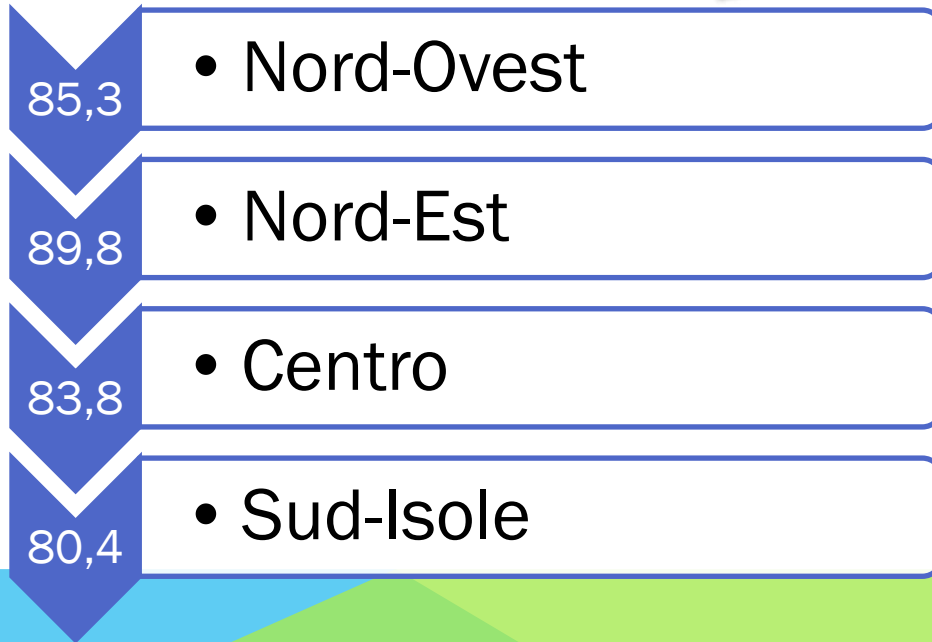 85,3
• Nord-Ovest
89,8
• Nord-Est
83,8
• Centro
80,4
• Sud-Isole